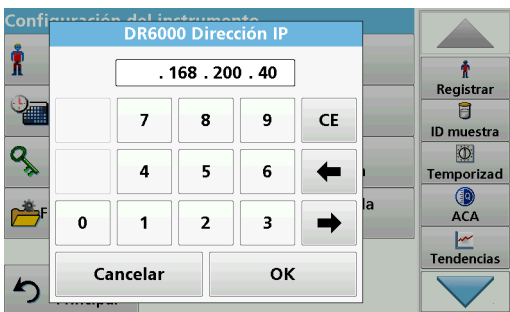 Configuración del instrumento
DR6000 Dirección IP
. 168 . 200 . 40
7 8 9 CE
4 5 6
0 1 2 3
Cancelar OK
Principal
Registrar
ID muestra
Temporizad
ACA
Tendencias